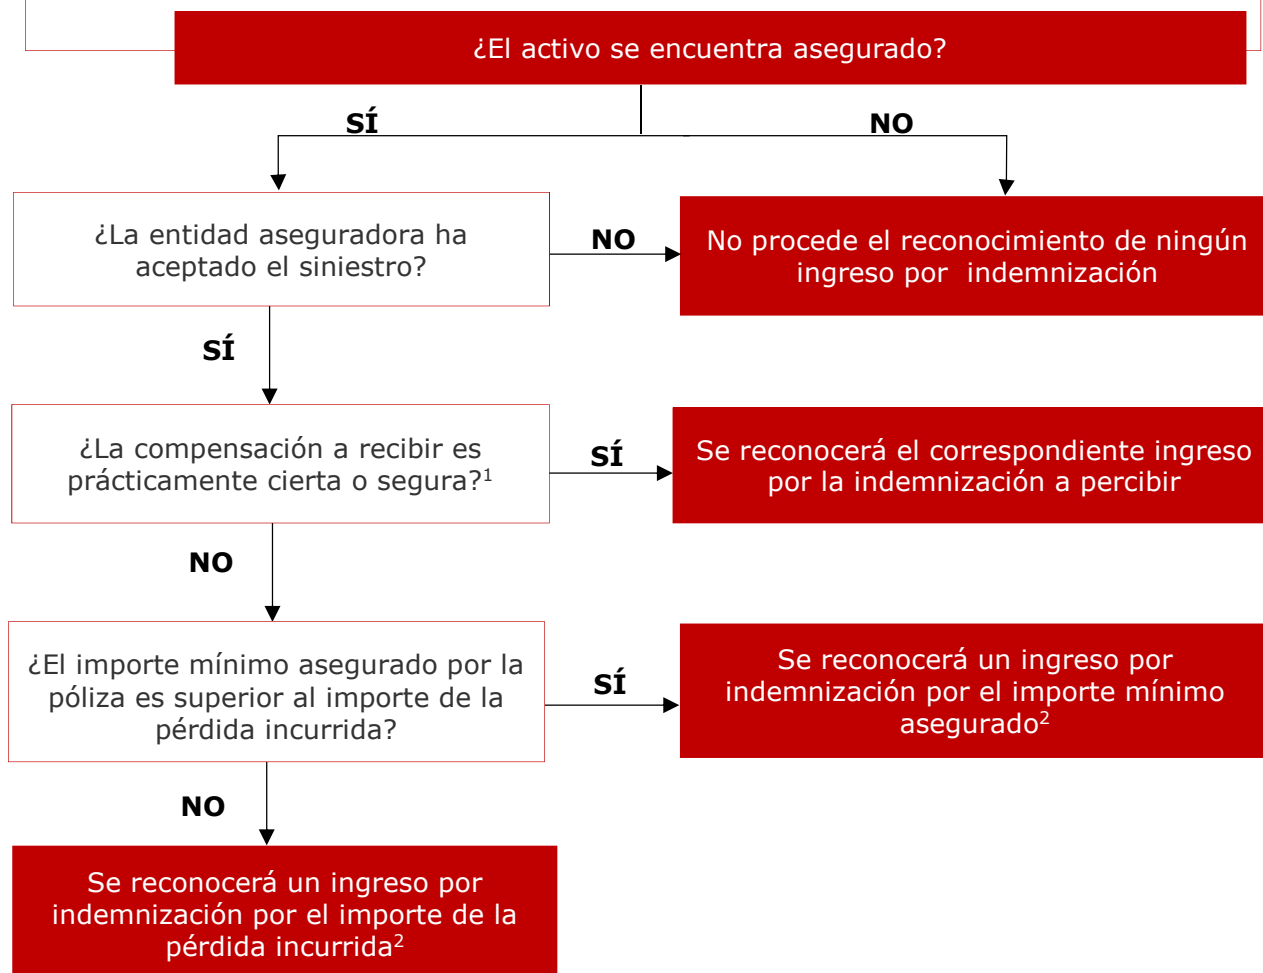 ¿El activo se encuentra asegurado?
SÍ
NO
¿La entidad aseguradora ha
aceptado el siniestro?
NO
No procede el reconocimiento de ningún
ingreso por  indemnización
SÍ
¿La compensación a recibir es
prácticamente cierta o segura?¹
SÍ
Se reconocerá el correspondiente ingreso
por la indemnización a percibir
NO
¿El importe mínimo asegurado por la
póliza es superior al importe de la
pérdida incurrida?
SÍ
Se reconocerá un ingreso por
indemnización por el importe mínimo
asegurado²
NO
Se reconocerá un ingreso por
indemnización por el importe de la
pérdida incurrida²